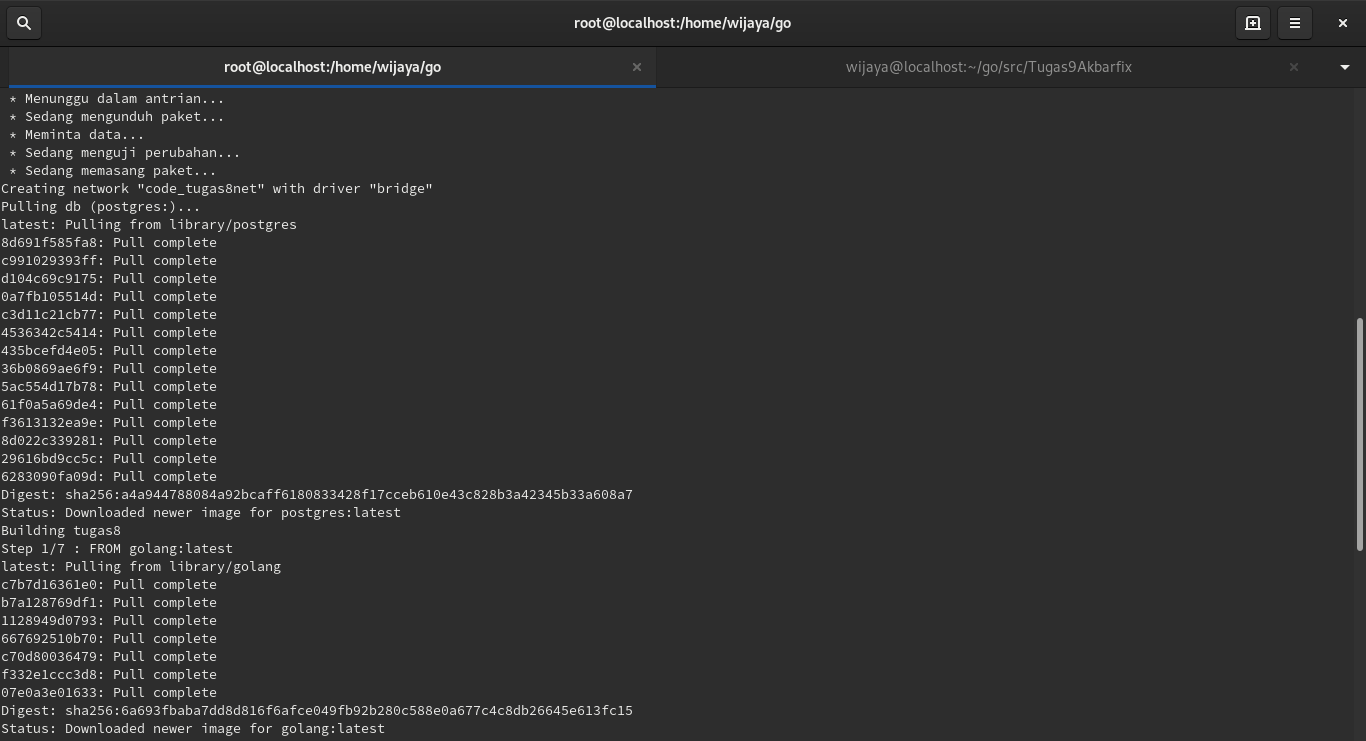 root@localhost:/home/wijaya/go
root@localhost:/home/wijaya/go
wijaya@localhost:~/go/src/Tugas9Akbarfix
* Menunggu dalam antrian...
* Sedang mengunduh paket...
* Meminta data...
* Sedang menguji perubahan...
* Sedang memasang paket...
Creating network "code_tugas8net" with driver "bridge"
Pulling db (postgres:)...
latest: Pulling from library/postgres
8d691f585fa8: Pull complete
c991029393ff: Pull complete
d104c69c9175: Pull complete
0a7fb105514d: Pull complete
c3d11c21cb77: Pull complete
4536342c5414: Pull complete
435bcefd4e05: Pull complete
36b0869ae6f9: Pull complete
5ac554d17b78: Pull complete
61f0a5a69de4: Pull complete
f3613132ea9e: Pull complete
8d022c339281: Pull complete
29616bd9cc5c: Pull complete
6283090fa09d: Pull complete
Digest: sha256:a4a944788084a92bcaff6180833428f17cceb610e43c828b3a42345b33a608a7
Status: Downloaded newer image for postgres:latest
Building tugas8
Step 1/7 : FROM golang:latest
latest: Pulling from library/golang
c7b7d16361e0: Pull complete
b7a128769df1: Pull complete
1128949d0793: Pull complete
667692510b70: Pull complete
c70d80036479: Pull complete
f332e1ccc3d8: Pull complete
07e0a3e01633: Pull complete
Digest: sha256:6a693fbaba7dd8d816f6afce049fb92b280c588e0a677c4c8db26645e613fc15
Status: Downloaded newer image for golang:latest